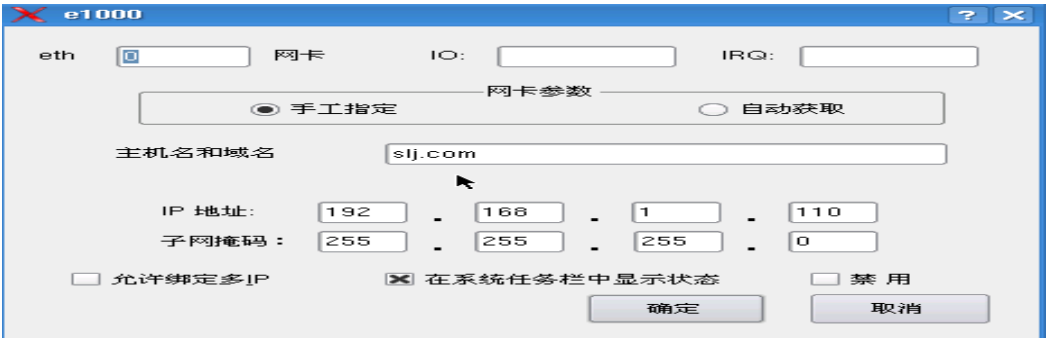 e1000
eth 0 网卡 IO: IRQ:
网卡参数
手工指定 自动获取
主机名和域名 slj.com
IP 地址: 192 . 168 . 1 . 110
子网掩码： 255 . 255 . 255 . 0
允许绑定多IP 在系统任务栏中显示状态 禁 用
确定 取消